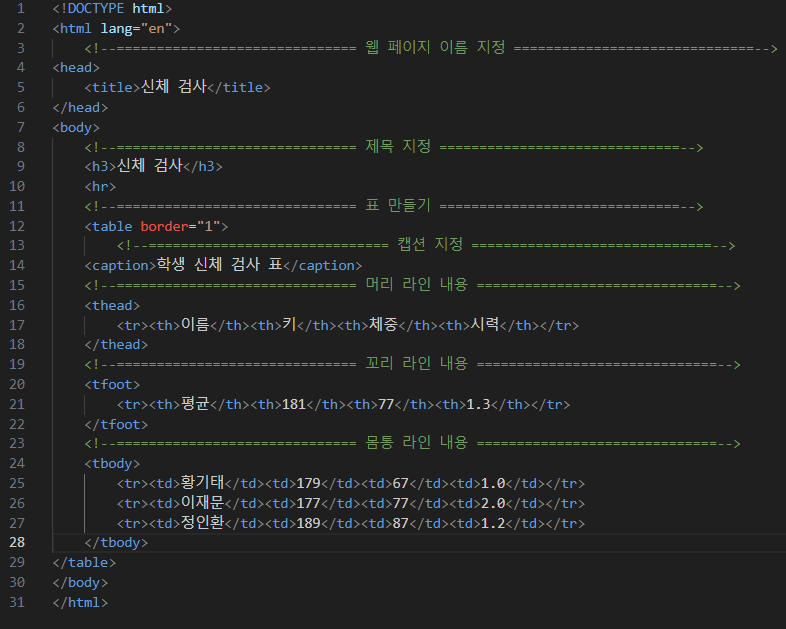 1 <!DOCTYPE html>
2 <html lang="en">
3 <!--============================== 웹 페이지 이름 지정 ==============================-->
4 <head>
5 <title>신체 검사</title>
6 </head>
7 <body>
8 <!--============================== 제목 지정 ==============================-->
9 <h3>신체 검사</h3>
10 <hr>
11 <!--============================== 표 만들기 ==============================-->
12 <table border="1">
13 <!--============================== 캡션 지정 ==============================-->
14 <caption>학생 신체 검사 표</caption>
15 <!--============================== 머리 라인 내용 ==============================-->
16 <thead>
17 <tr><th>이름</th><th>키</th><th>체중</th><th>시력</th></tr>
18 </thead>
19 <!--============================== 꼬리 라인 내용 ==============================-->
20 <tfoot>
21 <tr><th>평균</th><th>181</th><th>77</th><th>1.3</th></tr>
22 </tfoot>
23 <!--============================== 몸통 라인 내용 ==============================-->
24 <tbody>
25 <tr><td>황기태</td><td>179</td><td>67</td><td>1.0</td></tr>
26 <tr><td>이재문</td><td>177</td><td>77</td><td>2.0</td></tr>
27 <tr><td>정인환</td><td>189</td><td>87</td><td>1.2</td></tr>
28 </tbody>
29 </table>
30 </body>
31 </html>